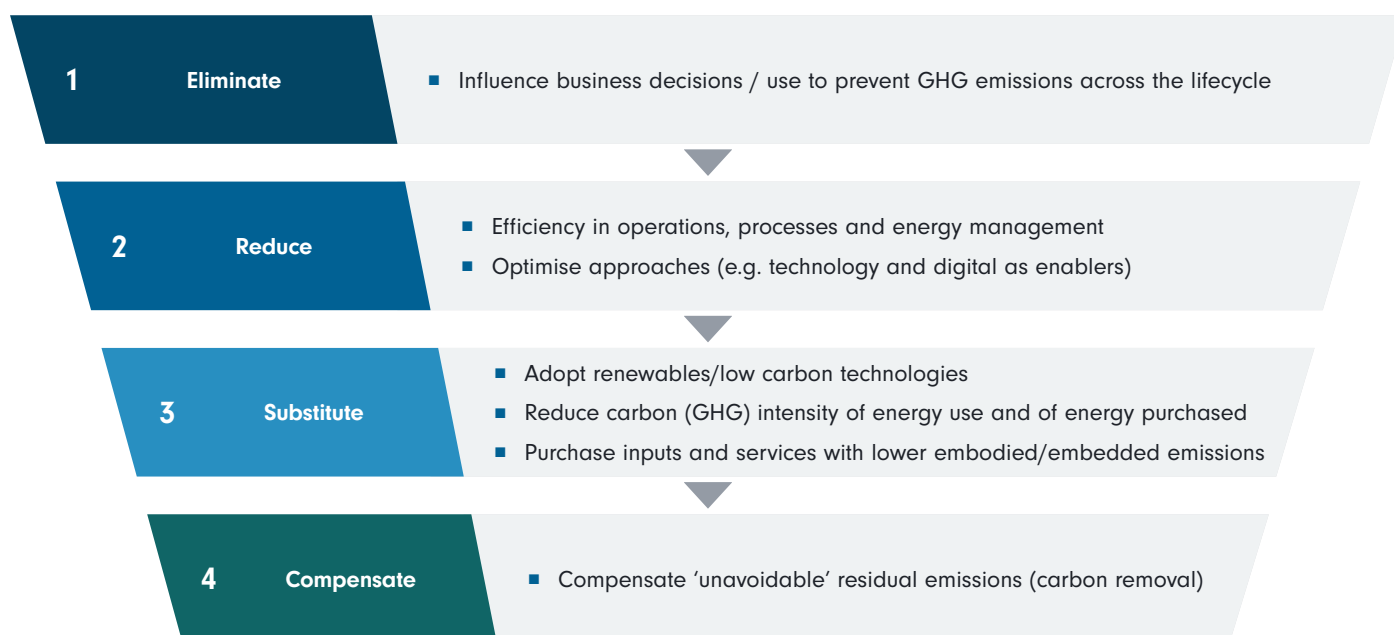 1 Eliminate
▪ Influence business decisions / use to prevent GHG emissions across the lifecycle
2 Reduce
▪ Efficiency in operations, processes and energy management
▪ Optimise approaches (e.g. technology and digital as enablers)
3 Substitute
▪ Adopt renewables/low carbon technologies
▪ Reduce carbon (GHG) intensity of energy use and of energy purchased
▪ Purchase inputs and services with lower embodied/embedded emissions
4 Compensate
▪ Compensate ‘unavoidable’ residual emissions (carbon removal)